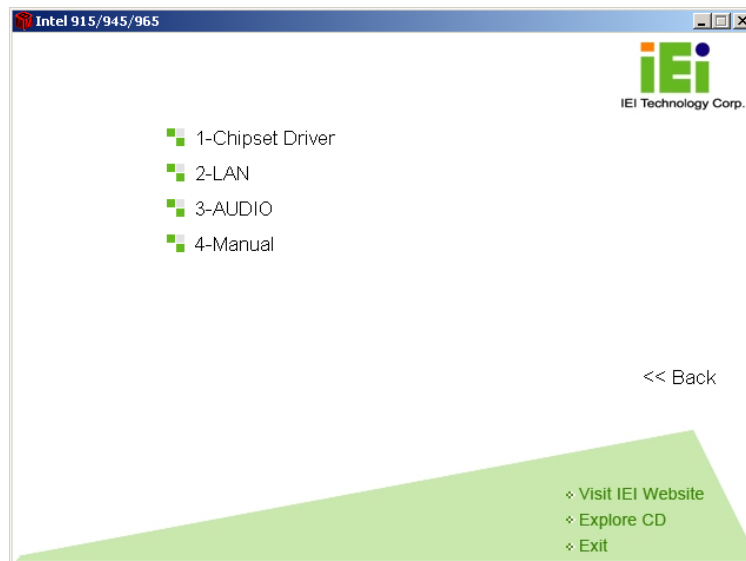 Intel 915/945/965
iEi
IEI Technology Corp.
1-Chipset Driver
2-LAN
3-AUDIO
4-Manual
<< Back
Visit IEI Website
Explore CD
Exit